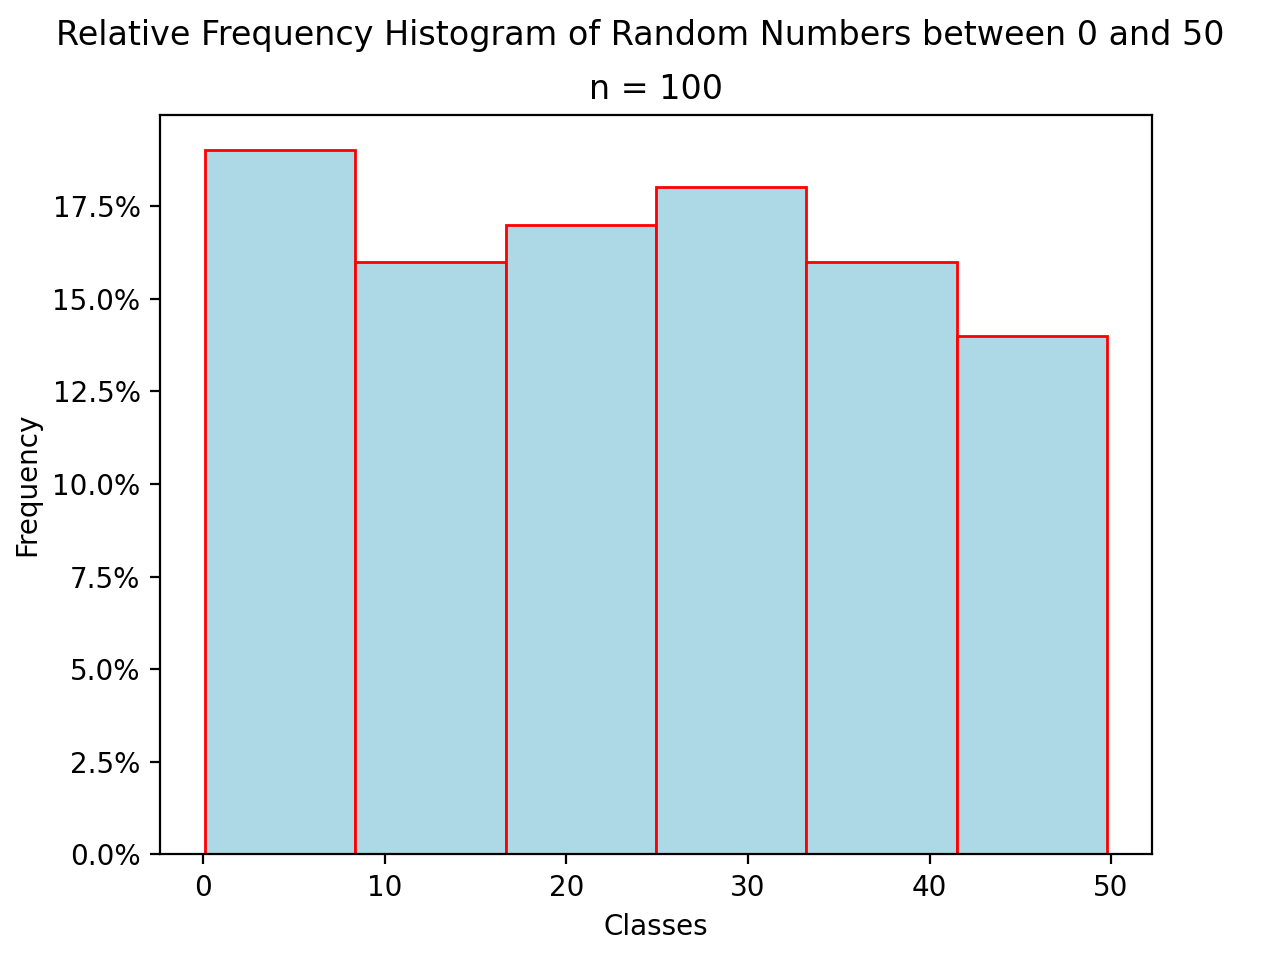 Relative Frequency Histogram of Random Numbers between 0 and 50
n = 100
17.5%
15.0%
12.5%
10.0%
7.5%
5.0%
2.5%
0.0%
Frequency
0 10 20 30 40 50
Classes